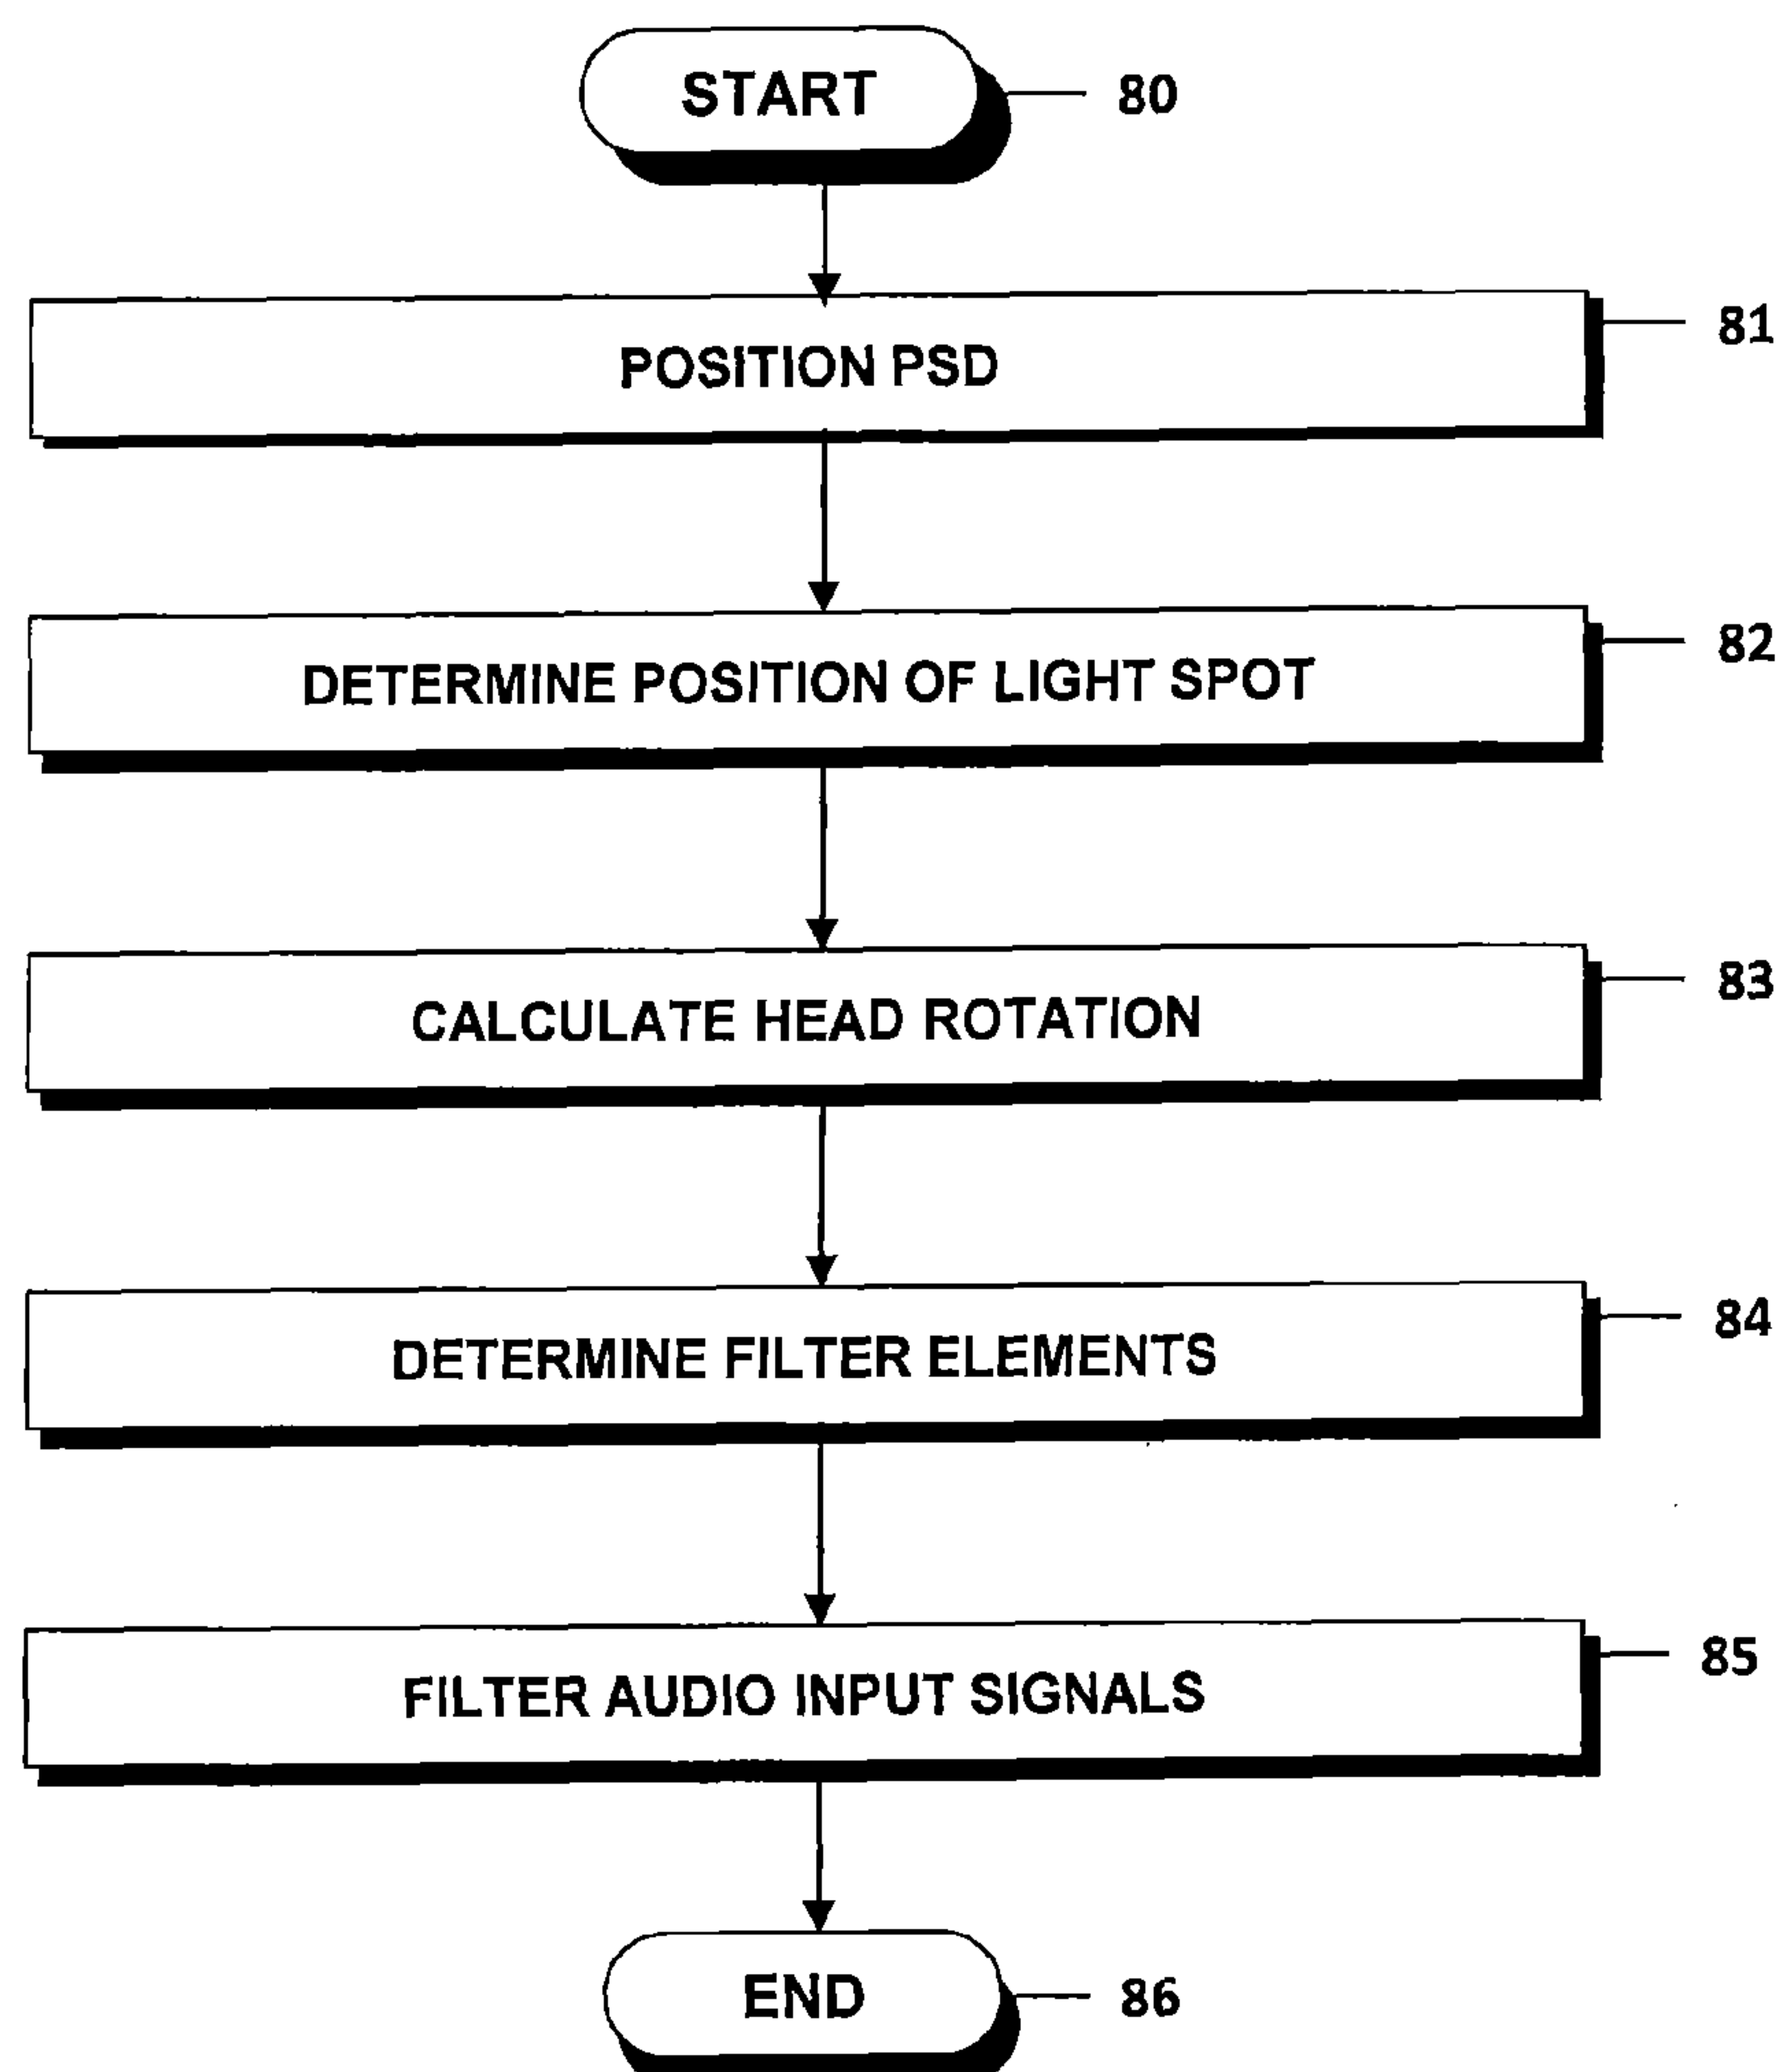 START
80
POSITION PSD
81
DETERMINE POSITION OF LIGHT SPOT
82
CALCULATE HEAD ROTATION
83
DETERMINE FILTER ELEMENTS
84
FILTER AUDIO INPUT SIGNALS
85
END
86